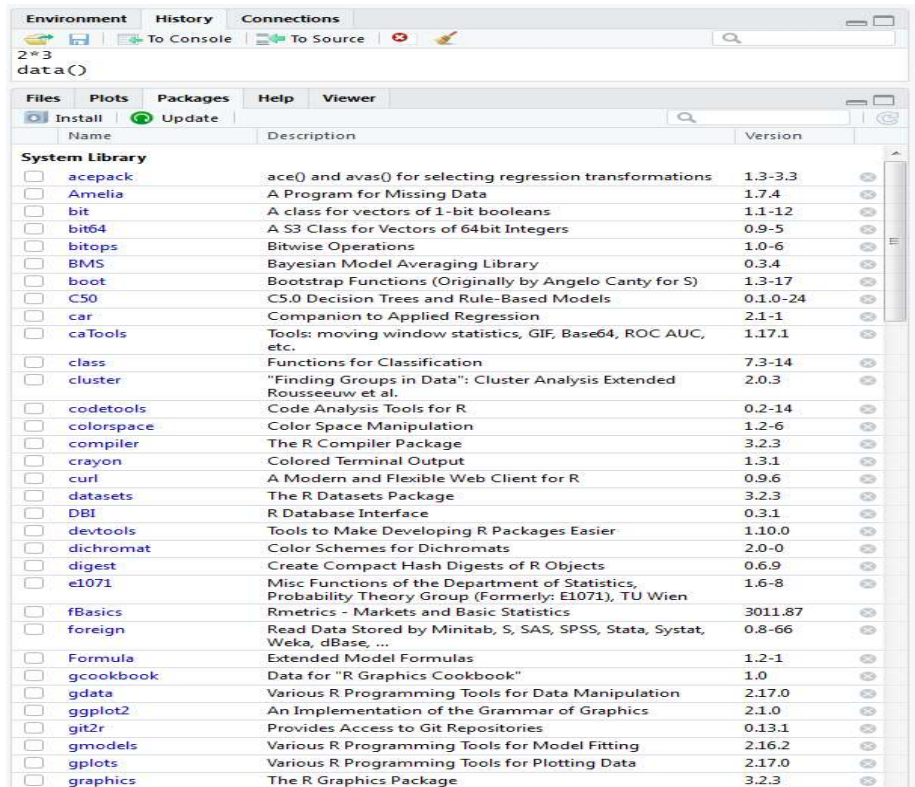 Environment History Connections
To Console To Source
2*3
data()
Files Plots Packages Help Viewer
Install Update
Name Description Version
System Library
acepack ace() and avas() for selecting regression transformations 1.3-3.3
Amelia A Program for Missing Data 1.7.4
bit A class for vectors of 1-bit booleans 1.1-12
bit64 A S3 Class for Vectors of 64bit Integers 0.9-5
bitops Bitwise Operations 1.0-6
BMS Bayesian Model Averaging Library 0.3.4
boot Bootstrap Functions (Originally by Angelo Canty for S) 1.3-17
C50 C5.0 Decision Trees and Rule-Based Models 0.1.0-24
car Companion to Applied Regression 2.1-1
caTools Tools: moving window statistics, GIF, Base64, ROC AUC, 1.17.1
etc.
class Functions for Classification 7.3-14
cluster "Finding Groups in Data": Cluster Analysis Extended 2.0.3
Rousseeuw et al.
codetools Code Analysis Tools for R 0.2-14
colorspace Color Space Manipulation 1.2-6
compiler The R Compiler Package 3.2.3
crayon Colored Terminal Output 1.3.1
curl A Modern and Flexible Web Client for R 0.9.6
datasets The R Datasets Package 3.2.3
DBI R Database Interface 0.3.1
devtools Tools to Make Developing R Packages Easier 1.10.0
dichromat Color Schemes for Dichromats 2.0-0
digest Create Compact Hash Digests of R Objects 0.6.9
e1071 Misc Functions of the Department of Statistics, 1.6-8
Probability Theory Group (Formerly: E1071), TU Wien
fBasics Rmetrics - Markets and Basic Statistics 3011.87
foreign Read Data Stored by Minitab, S, SAS, SPSS, Stata, Systat, 0.8-66
Weka, dBase, ...
Formula Extended Model Formulas 1.2-1
gcookbook Data for "R Graphics Cookbook" 1.0
gdata Various R Programming Tools for Data Manipulation 2.17.0
ggplot2 An Implementation of the Grammar of Graphics 2.1.0
git2r Provides Access to Git Repositories 0.13.1
gmodels Various R Programming Tools for Model Fitting 2.16.2
gplots Various R Programming Tools for Plotting Data 2.17.0
graphics The R Graphics Package 3.2.3